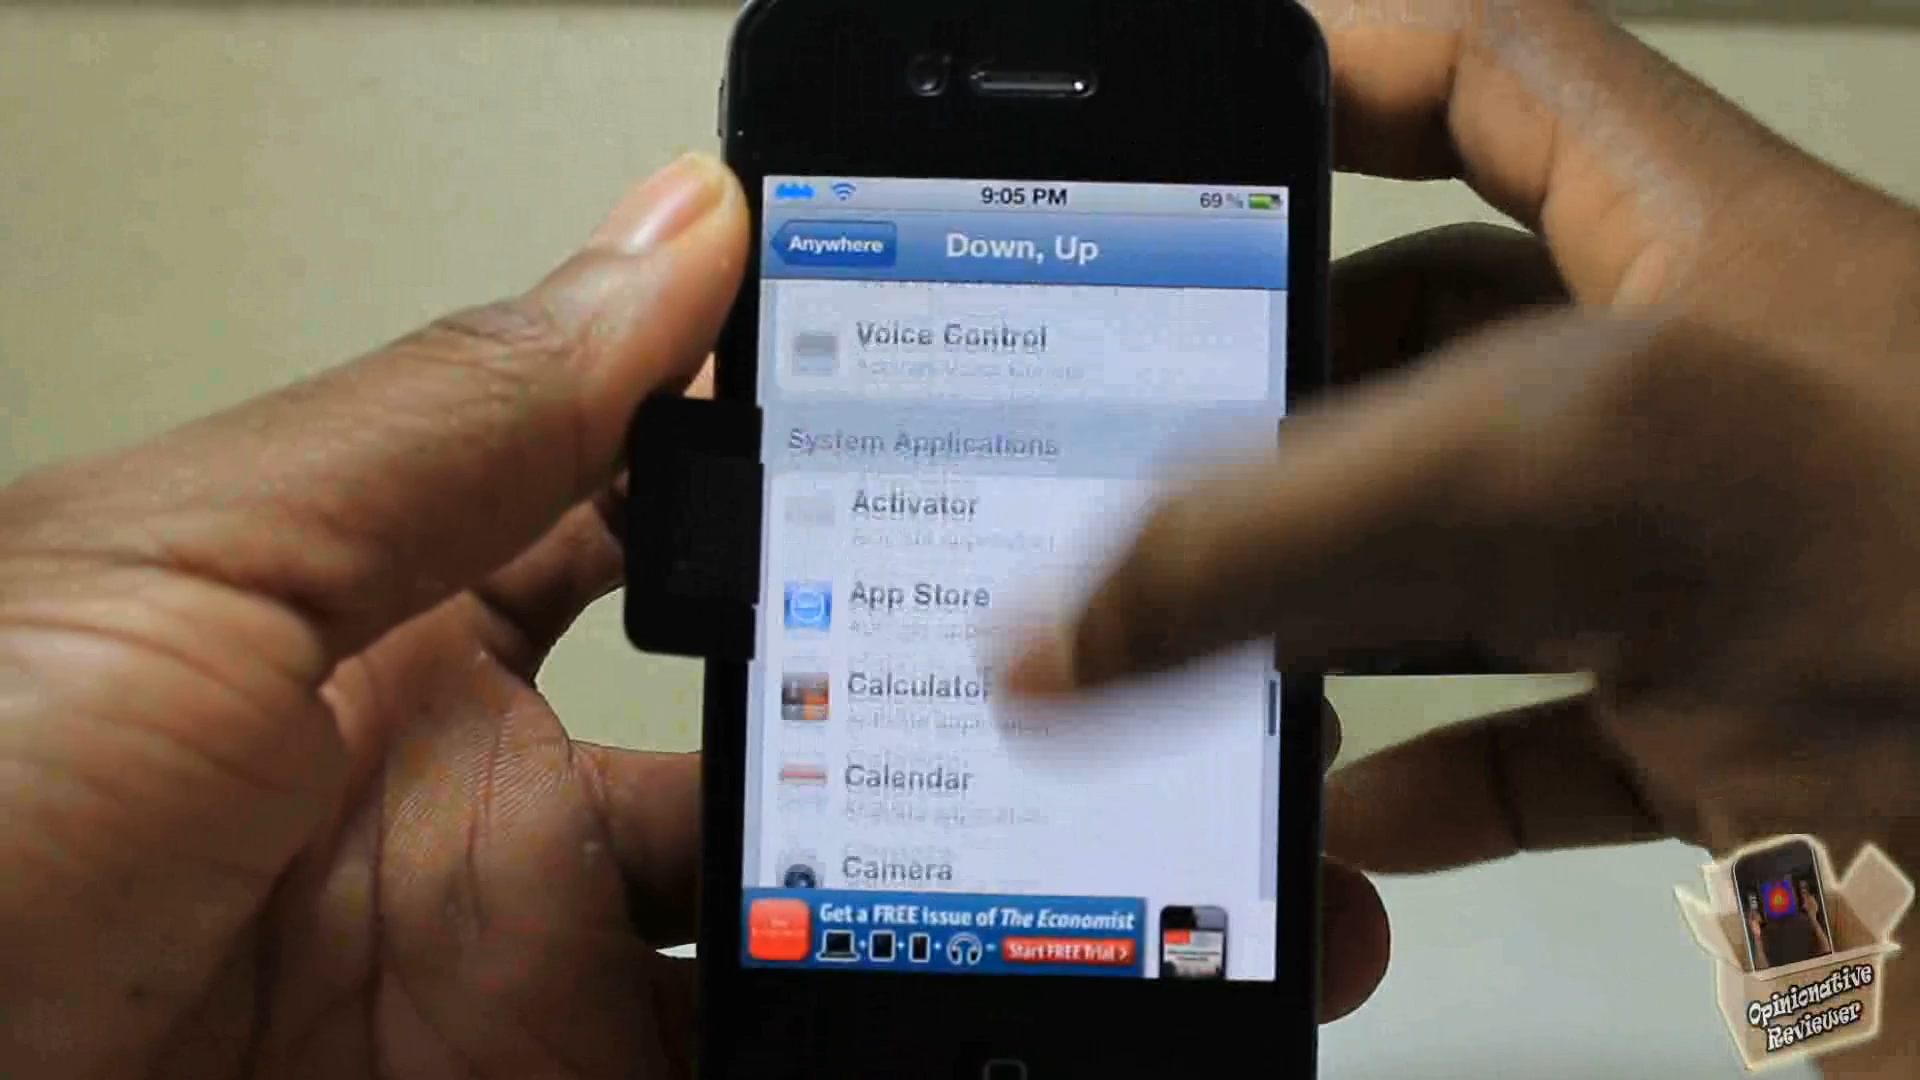 9:05 PM
69%
Anywhere
Down, Up
Voice Control
System Applications
Activator
App Store
Calculator
Calendar
Camera
Get a FREE issue of The Economist
Start FREE Trial >
Opinionative
Reviewer